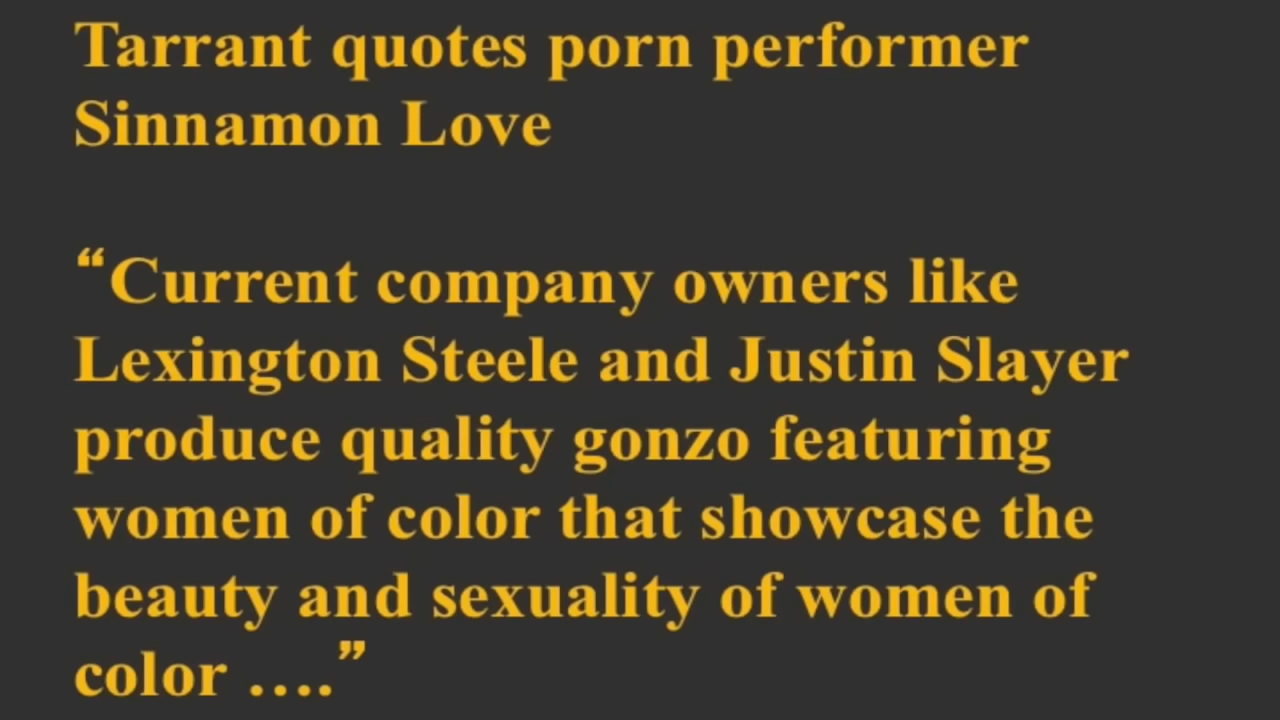 Tarrant quotes porn performer
Sinnamon Love
“Current company owners like
Lexington Steele and Justin Slayer
produce quality gonzo featuring
women of color that showcase the
beauty and sexuality of women of
color ….”